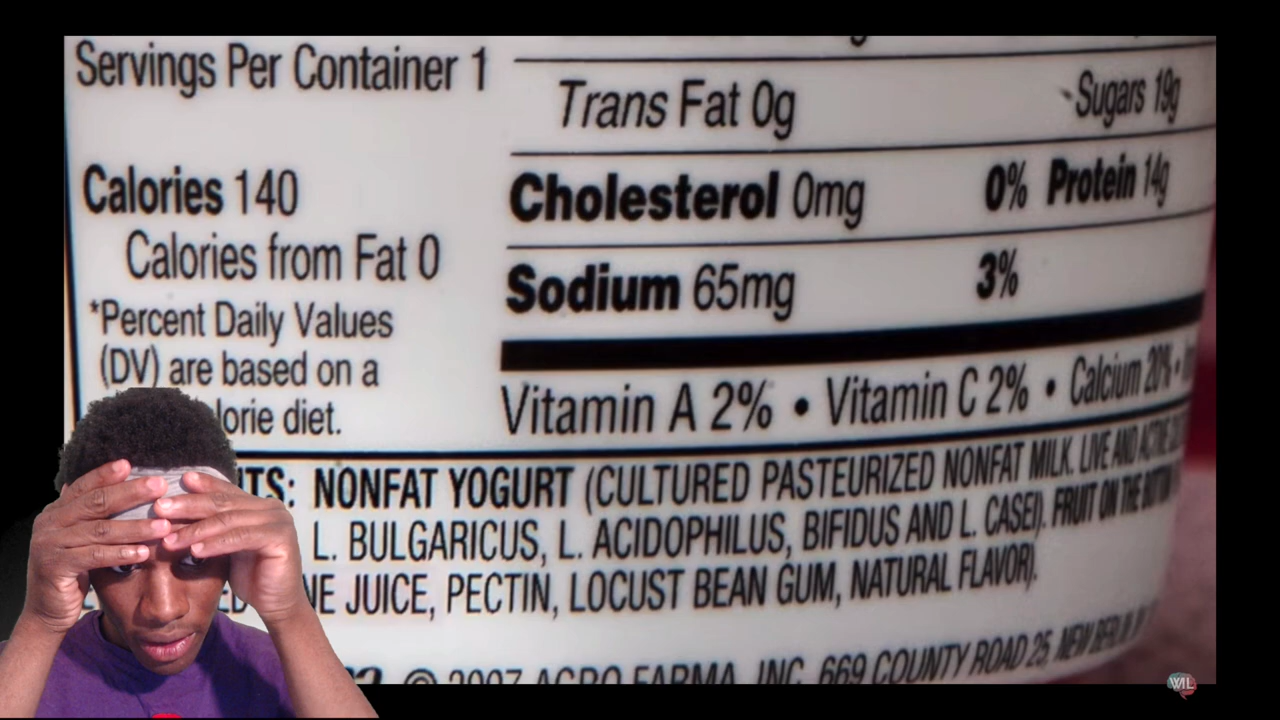 Servings Per Container 1
Calories 140
Calories from Fat 0
*Percent Daily Values
(DV) are based on a
lorie diet.
Trans Fat 0g
Sugars 19g
Cholesterol 0mg 0% Protein 14g
Sodium 65mg 3%
Vitamin A 2% • Vitamin C 2% • Calcium 20% •
TS: NONFAT YOGURT (CULTURED PASTEURIZED NONFAT MILK. LIVE AND ACTIVE
L. BULGARICUS, L. ACIDOPHILUS, BIFIDUS AND L. CASEI). FRUIT ON THE BOTTOM
NE JUICE, PECTIN, LOCUST BEAN GUM, NATURAL FLAVOR).
© 2007 AGRO FARMA, INC. 669 COUNTY ROAD 25, NEW BERLIN,
WIL